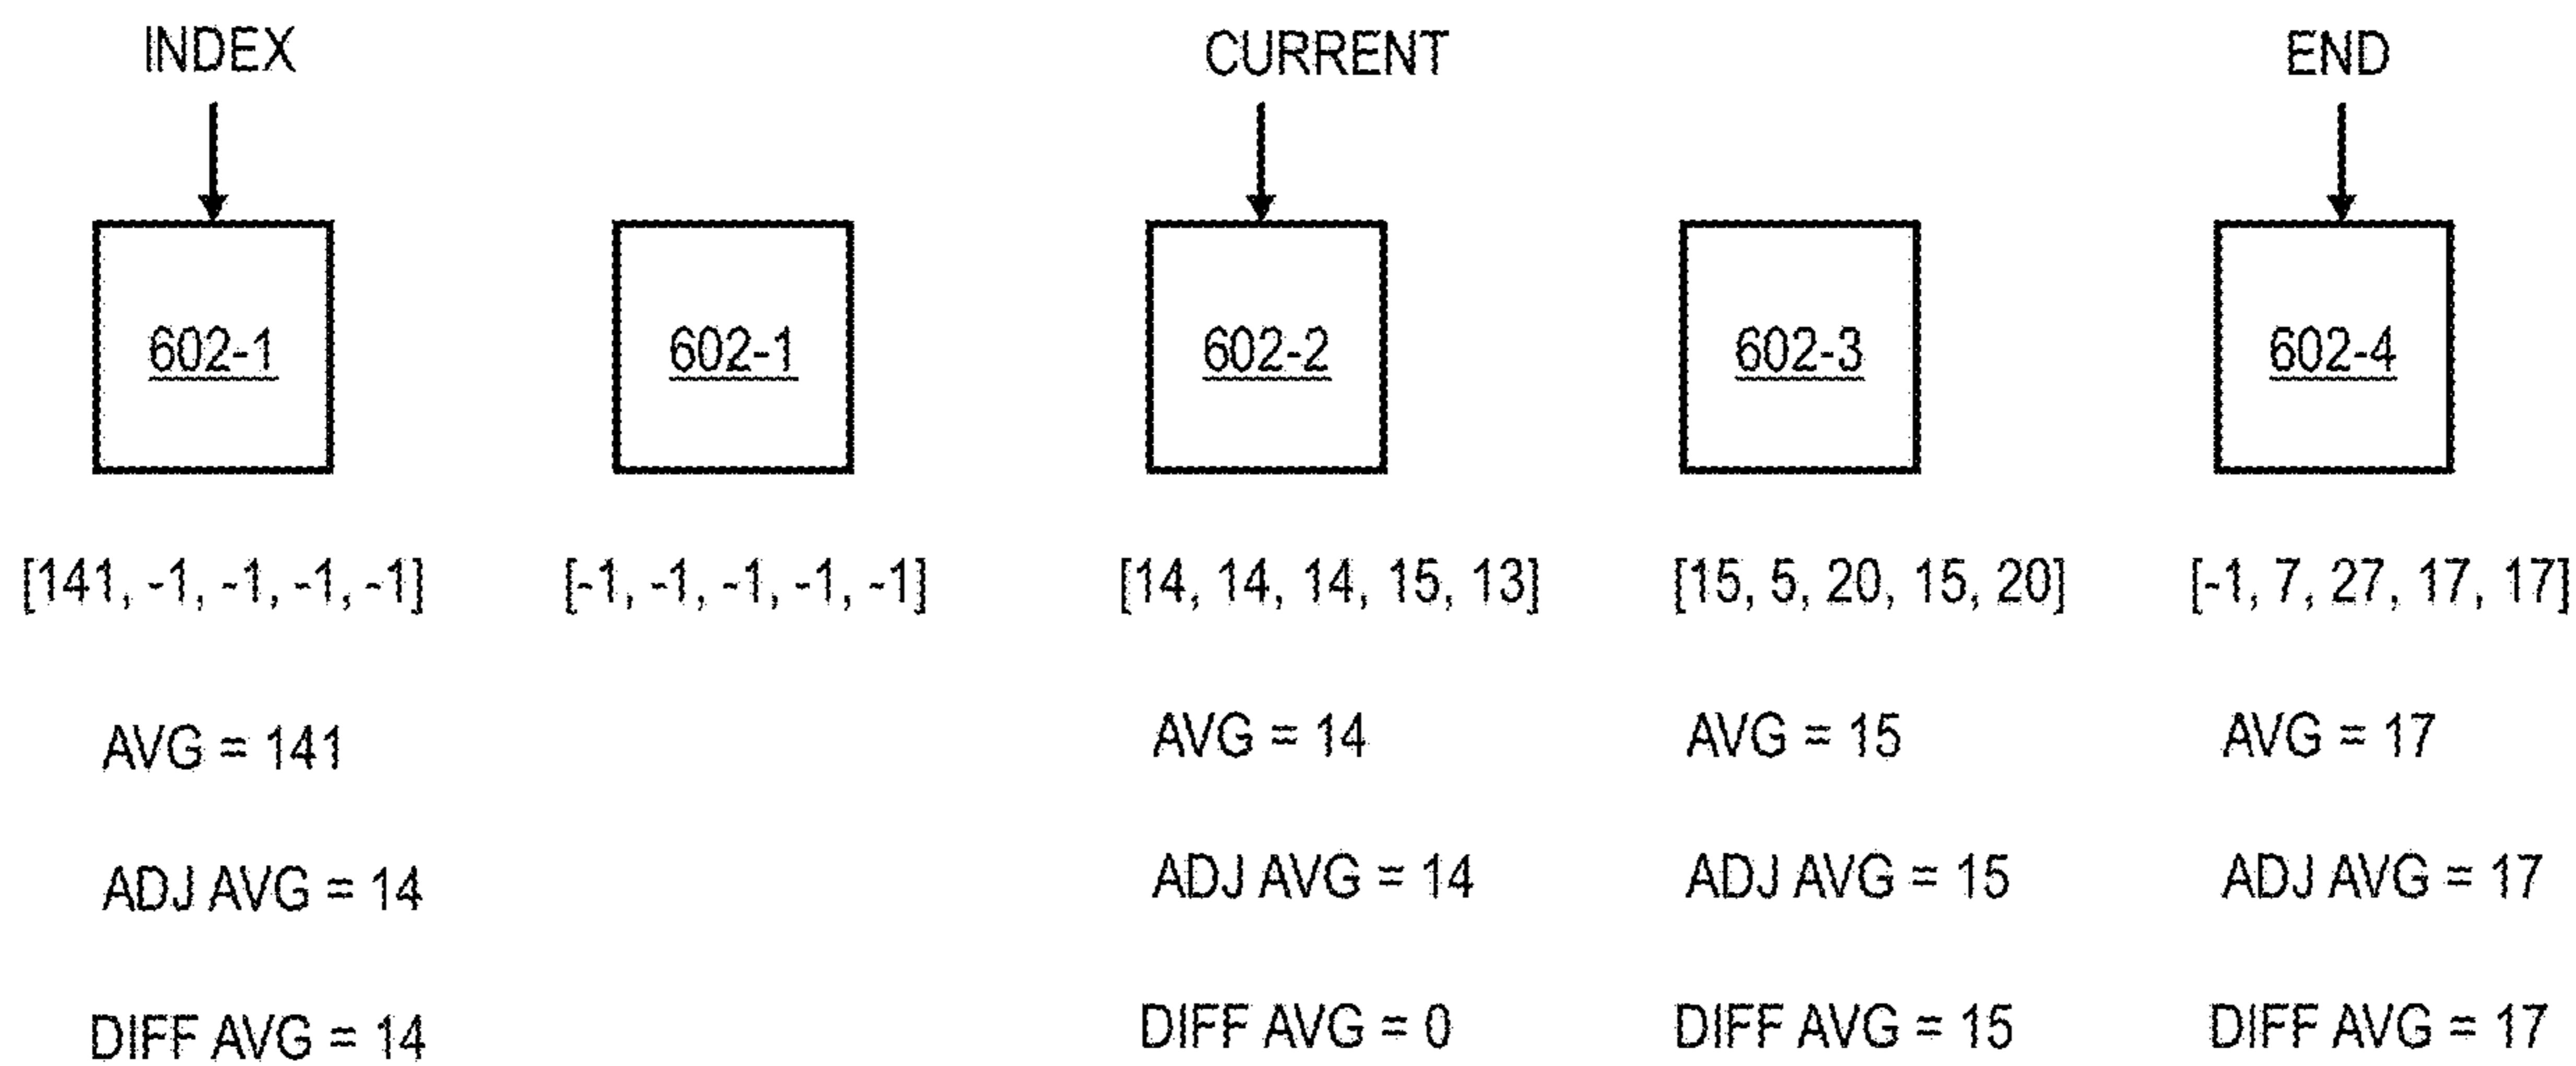 INDEX CURRENT END
602-1 602-1 602-2 602-3 602-4
[141, -1, -1, -1, -1] [-1, -1, -1, -1, -1] [14, 14, 14, 15, 13] [15, 5, 20, 15, 20] [-1, 7, 27, 17, 17]
AVG = 141 AVG = 14 AVG = 15 AVG = 17
ADJ AVG = 14 ADJ AVG = 14 ADJ AVG = 15 ADJ AVG = 17
DIFF AVG = 14 DIFF AVG = 0 DIFF AVG = 15 DIFF AVG = 17